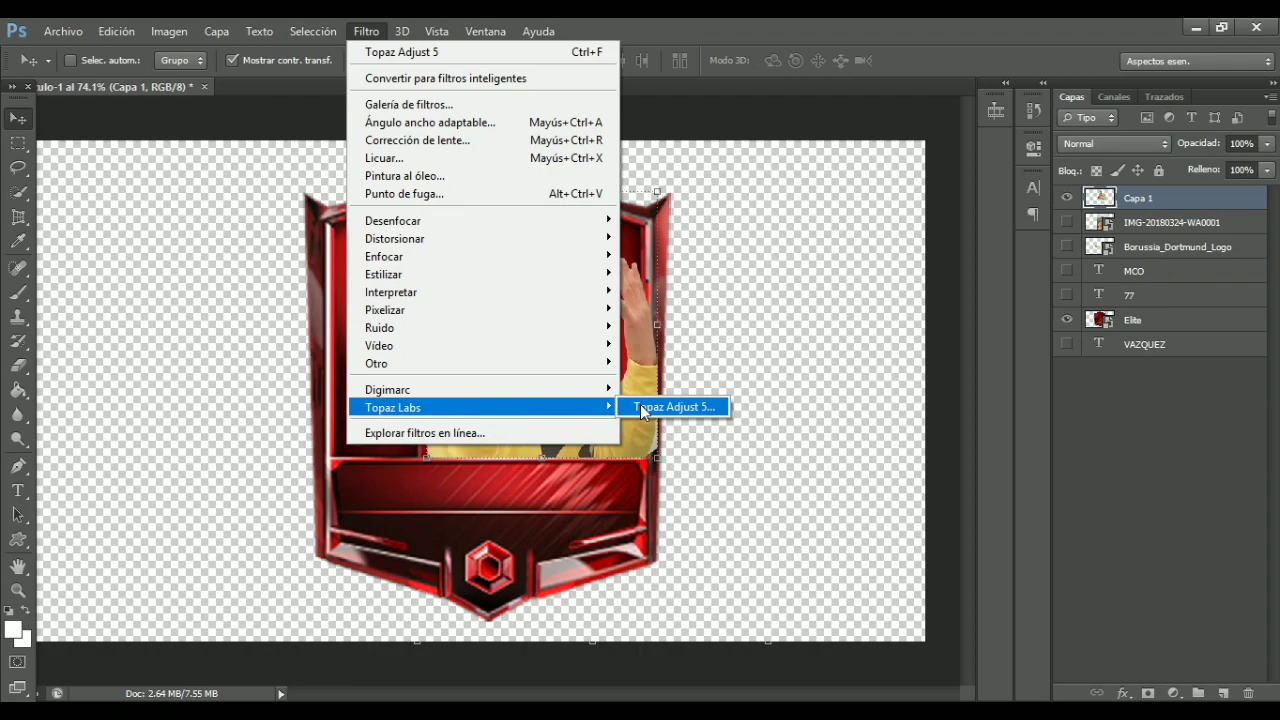 Ps Archivo Edición Imagen Capa Texto Selección Filtro 3D Vista Ventana Ayuda
Selec. autom.: Grupo Mostrar contr. transf. Modo 3D: Aspectos esen.
ulo-1 al 74.1% (Capa 1, RGB/8) *
Topaz Adjust 5 Ctrl+F
Convertir para filtros inteligentes
Galería de filtros...
Ángulo ancho adaptable... Mayús+Ctrl+A
Corrección de lente... Mayús+Ctrl+R
Licuar... Mayús+Ctrl+X
Pintura al óleo...
Punto de fuga... Alt+Ctrl+V
Desenfocar
Distorsionar
Enfocar
Estilizar
Interpretar
Pixelizar
Ruido
Vídeo
Otro
Digimarc
Topaz Labs
Topaz Adjust 5...
Explorar filtros en línea...
Capas Canales Trazados
Tipo
Normal Opacidad: 100%
Bloq.: Relleno: 100%
Capa 1
IMG-20180324-WA0001
Borussia_Dortmund_Logo
T MCO
T 77
Elite
T VAZQUEZ
Doc: 2.64 MB/7.55 MB